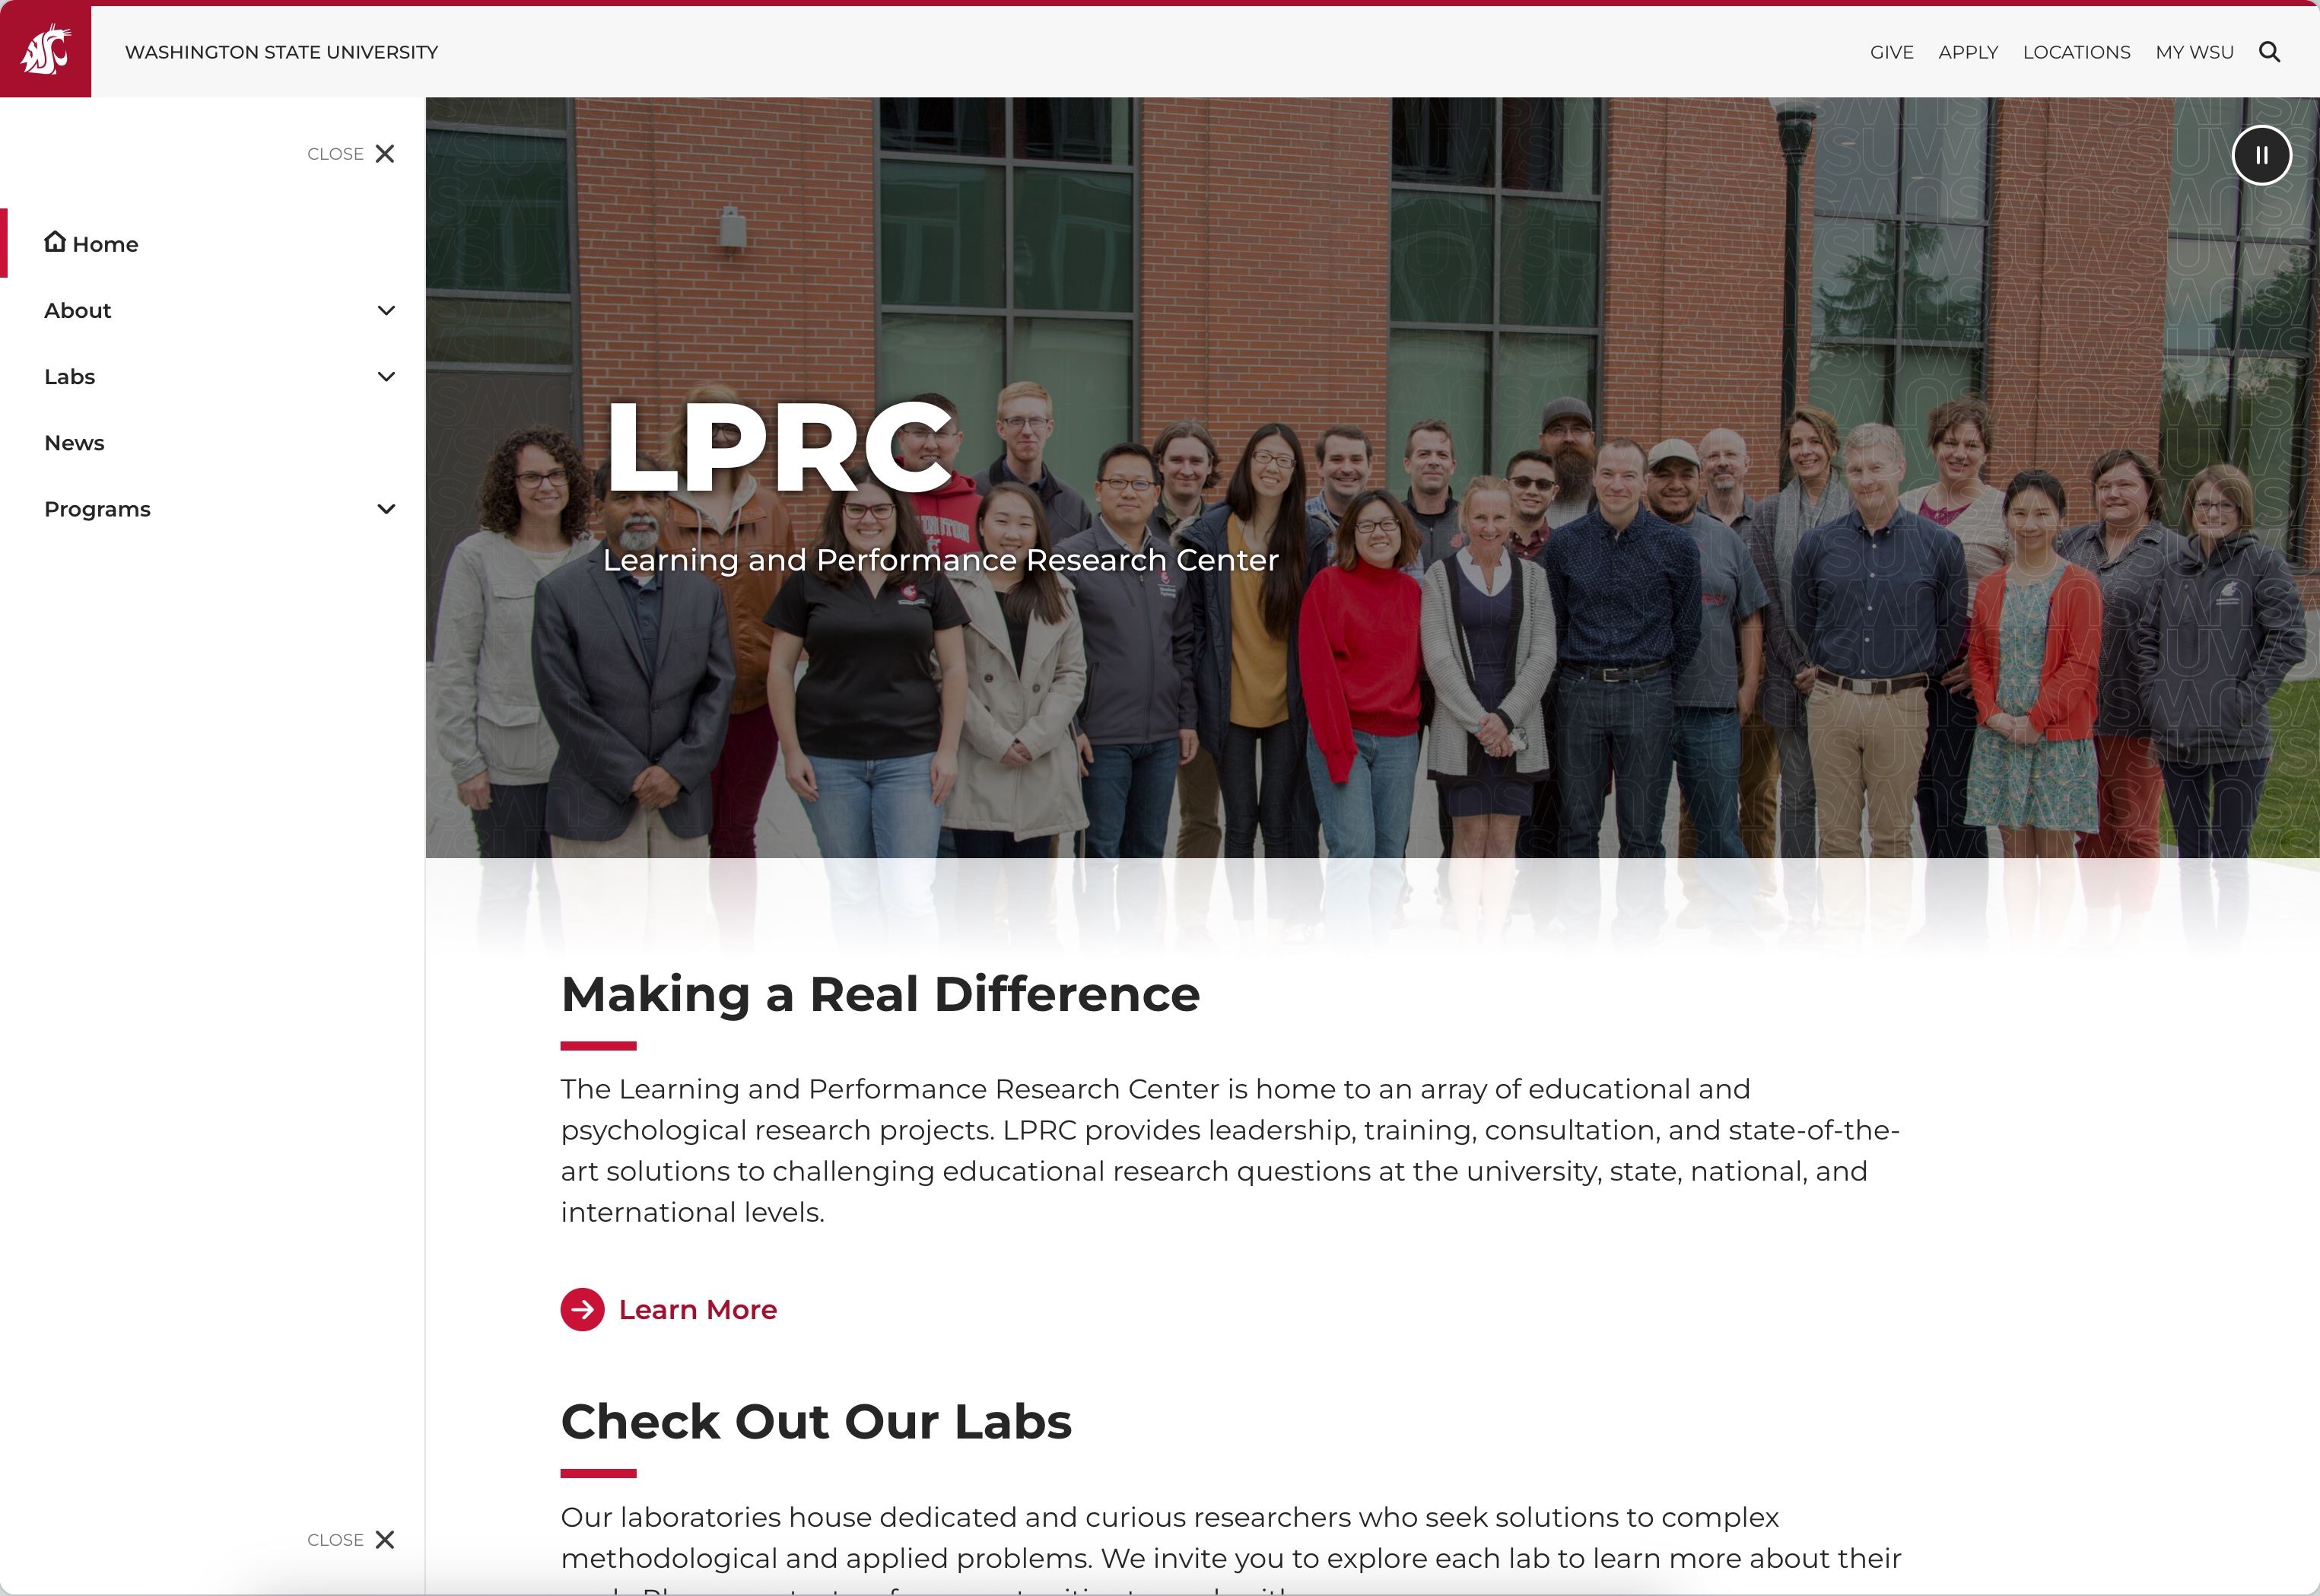 WASHINGTON STATE UNIVERSITY
GIVE APPLY LOCATIONS MY WSU
CLOSE
Home
About
Labs
News
Programs
LPRC
Learning and Performance Research Center
Making a Real Difference
The Learning and Performance Research Center is home to an array of educational and
psychological research projects. LPRC provides leadership, training, consultation, and state-of-the-
art solutions to challenging educational research questions at the university, state, national, and
international levels.
Learn More
Check Out Our Labs
Our laboratories house dedicated and curious researchers who seek solutions to complex
methodological and applied problems. We invite you to explore each lab to learn more about their
CLOSE